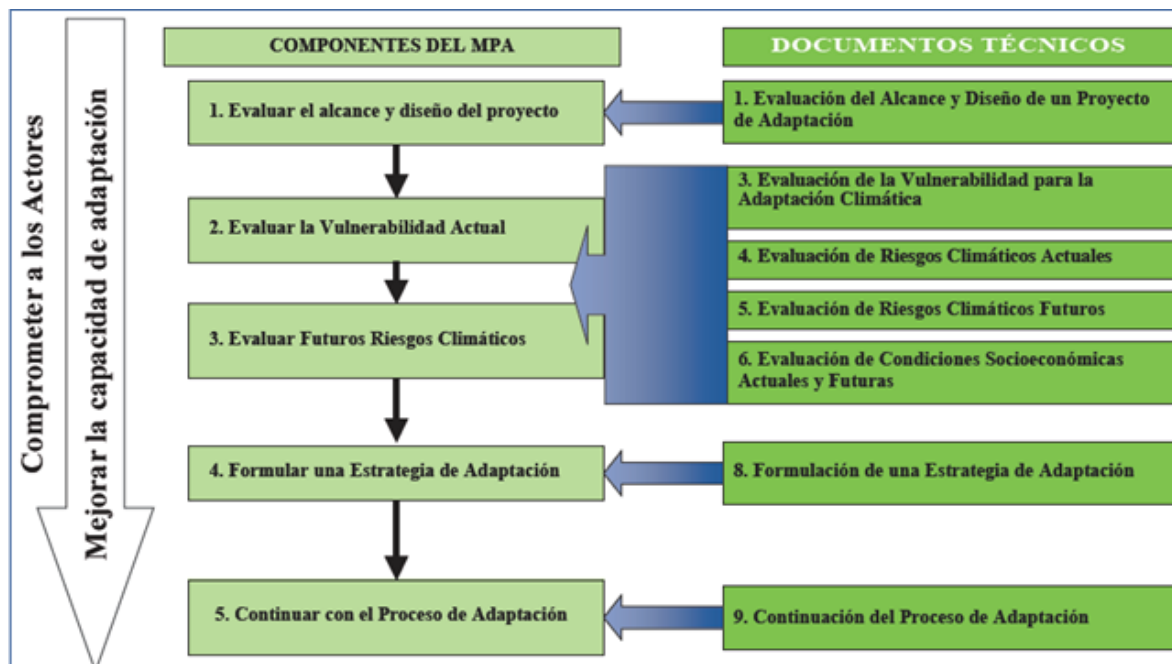 Comprometer a los Actores
Mejorar la capacidad de adaptación
COMPONENTES DEL MPA
DOCUMENTOS TÉCNICOS
1. Evaluar el alcance y diseño del proyecto
1. Evaluación del Alcance y Diseño de un Proyecto
de Adaptación
2. Evaluar la Vulnerabilidad Actual
3. Evaluación de la Vulnerabilidad para la
Adaptación Climática
4. Evaluación de Riesgos Climáticos Actuales
3. Evaluar Futuros Riesgos Climáticos
5. Evaluación de Riesgos Climáticos Futuros
6. Evaluación de Condiciones Socioeconómicas
Actuales y Futuras
4. Formular una Estrategia de Adaptación
8. Formulación de una Estrategia de Adaptación
5. Continuar con el Proceso de Adaptación
9. Continuación del Proceso de Adaptación